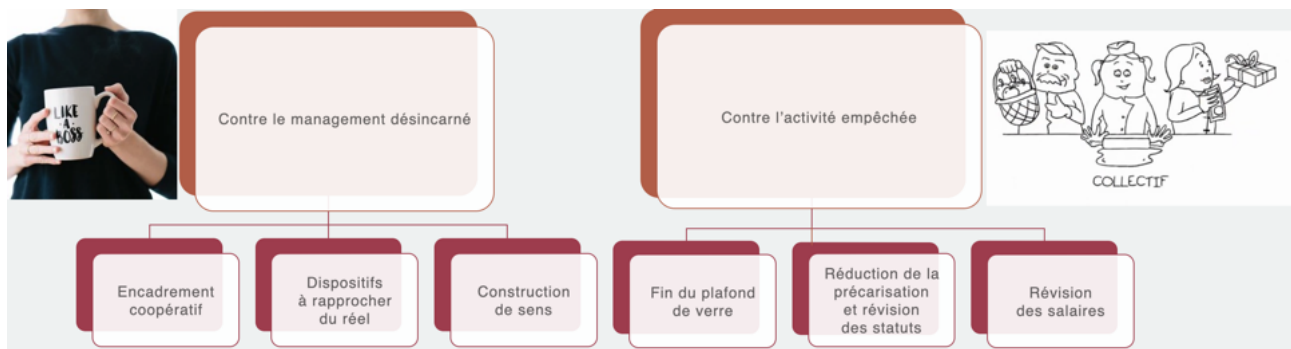 LIKE
· A ·
BOSS
Contre le management désincarné
Contre l'activité empêchée
COLLECTIF
Encadrement
coopératif
Dispositifs
à rapprocher
du réel
Construction
de sens
Fin du plafond
de verre
Réduction de la
précarisation
et révision
des statuts
Révision
des salaires